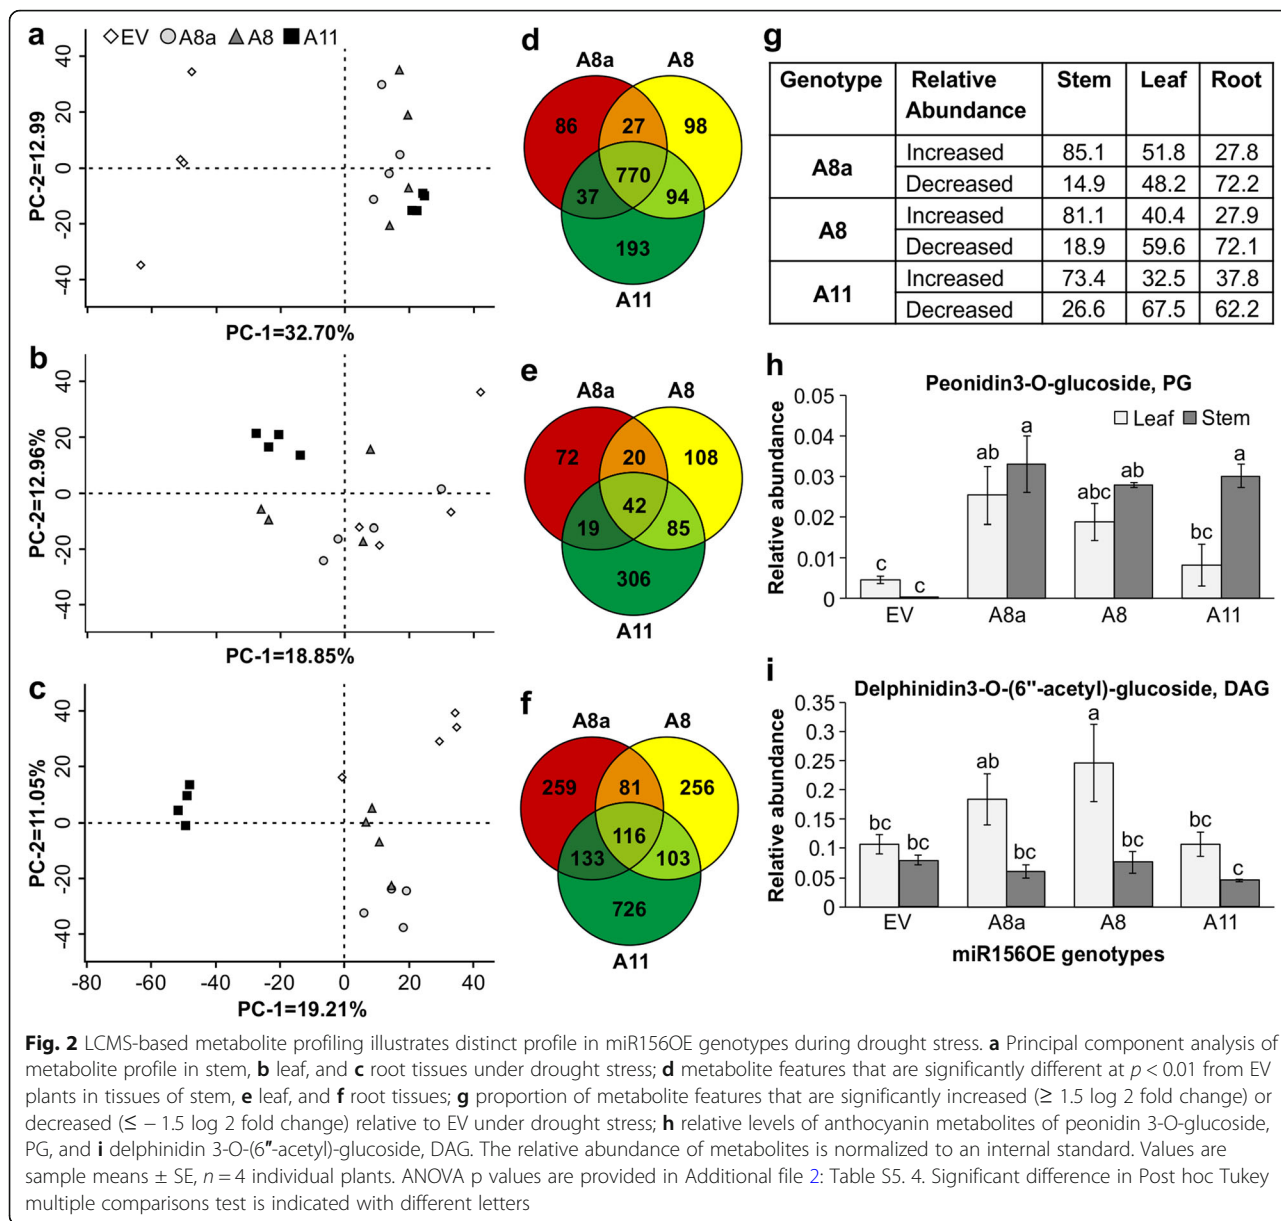 a
EV A8a A8 A11
40
20
0
-20
-40
PC-2=12.99
PC-1=32.70%
b
40
20
0
-20
-40
PC-2=12.96%
PC-1=18.85%
c
40
20
0
-20
-40
PC-2=11.05%
-80 -60 -40 -20 0 20 40
PC-1=19.21%
d
A8a A8
86 27 98
770
37 94
193
A11
e
A8a A8
72 20 108
42
19 85
306
A11
f
A8a A8
259 81 256
116
133 103
726
A11
g
Genotype Relative Abundance Stem Leaf Root
A8a Increased 85.1 51.8 27.8
Decreased 14.9 48.2 72.2
A8 Increased 81.1 40.4 27.9
Decreased 18.9 59.6 72.1
A11 Increased 73.4 32.5 37.8
Decreased 26.6 67.5 62.2
h
Peonidin3-O-glucoside, PG
Leaf Stem
Relative abundance
0.05
0.04
0.03
0.02
0.01
0
c c ab a abc ab bc a
EV A8a A8 A11
i
Delphinidin3-O-(6"-acetyl)-glucoside, DAG
Relative abundance
0.35
0.3
0.25
0.2
0.15
0.1
0.05
0
bc bc ab bc a bc bc c
EV A8a A8 A11
miR156OE genotypes
Fig. 2 LCMS-based metabolite profiling illustrates distinct profile in miR156OE genotypes during drought stress. a Principal component analysis of
metabolite profile in stem, b leaf, and c root tissues under drought stress; d metabolite features that are significantly different at p < 0.01 from EV
plants in tissues of stem, e leaf, and f root tissues; g proportion of metabolite features that are significantly increased (≥ 1.5 log 2 fold change) or
decreased (≤ − 1.5 log 2 fold change) relative to EV under drought stress; h relative levels of anthocyanin metabolites of peonidin 3-O-glucoside,
PG, and i delphinidin 3-O-(6"-acetyl)-glucoside, DAG. The relative abundance of metabolites is normalized to an internal standard. Values are
sample means ± SE, n = 4 individual plants. ANOVA p values are provided in Additional file 2: Table S5. 4. Significant difference in Post hoc Tukey
multiple comparisons test is indicated with different letters